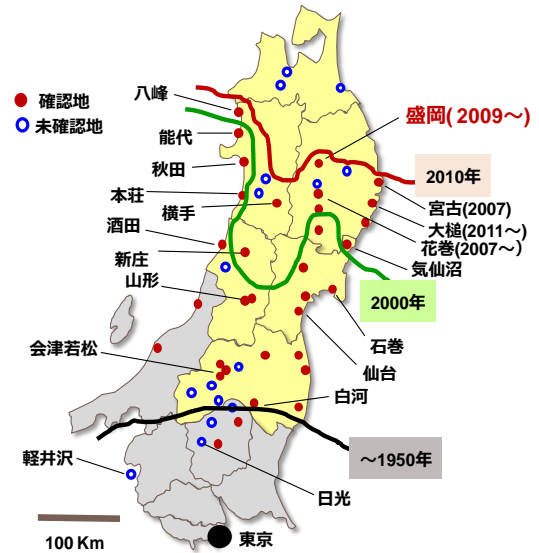 八峰
確認地
未確認地
能代
盛岡(2009～)
秋田
2010年
本荘
宮古(2007)
横手
大槌(2011～)
酒田
花巻(2007～)
新庄
気仙沼
山形
2000年
石巻
会津若松
仙台
白河
～1950年
軽井沢
日光
東京
100 Km